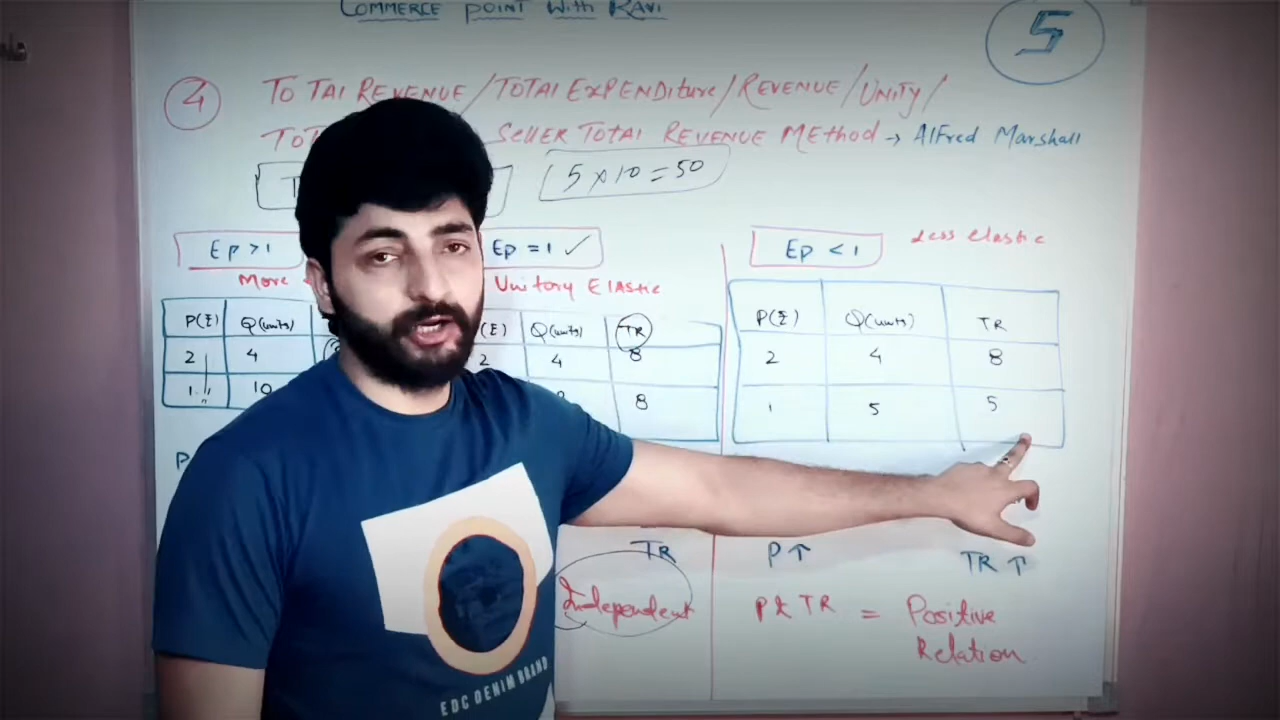 COMMERCE POINT WITH RAVI
5
4
TOTAl REVENUE / TOTAl EXPENDiture / REVENUE / UNITY /
SELLER TOTAl REVENUE METHOD → AlFred Marshall
5 × 10 = 50
Ep > 1
Ep = 1 ✓
Ep < 1
Less elastic
More
Unitory ElAstic
P(₹) Q(units)
2 4
1 10
(₹) Q(units) TR
2 4 8
8
P(₹) Q(units) TR
2 4 8
1 5 5
P
TR
Independent
P↑ TR↑
P & TR = Positive
Relation
EDC DENIM BRAND